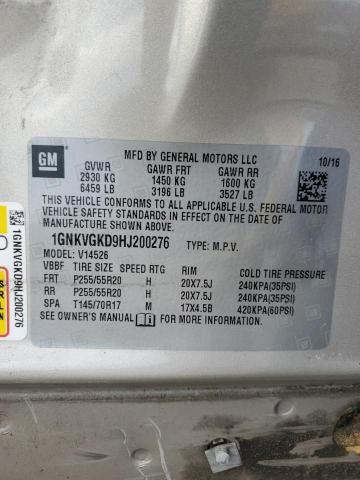 GM
MFD BY GENERAL MOTORS LLC
10/16
GVWR GAWR FRT GAWR RR
2930 KG 1450 KG 1600 KG
6459 LB 3196 LB 3527 LB
THIS VEHICLE CONFORMS TO ALL APPLICABLE U.S. FEDERAL MOTOR
VEHICLE SAFETY STANDARDS IN EFFECT ON THE DATE OF
MANUFACTURE SHOWN ABOVE.
1GNKVGKD9HJ200276 TYPE: M.P.V.
MODEL: V14526
VBBF TIRE SIZE SPEED RTG RIM COLD TIRE PRESSURE
FRT P255/55R20 H 20X7.5J 240KPA(35PSI)
RR P255/55R20 H 20X7.5J 240KPA(35PSI)
SPA T145/70R17 M 17X4.5B 420KPA(60PSI)
SEE OWNER'S MANUAL FOR MORE INFORMATION.
1GNKVGKD9HJ200276